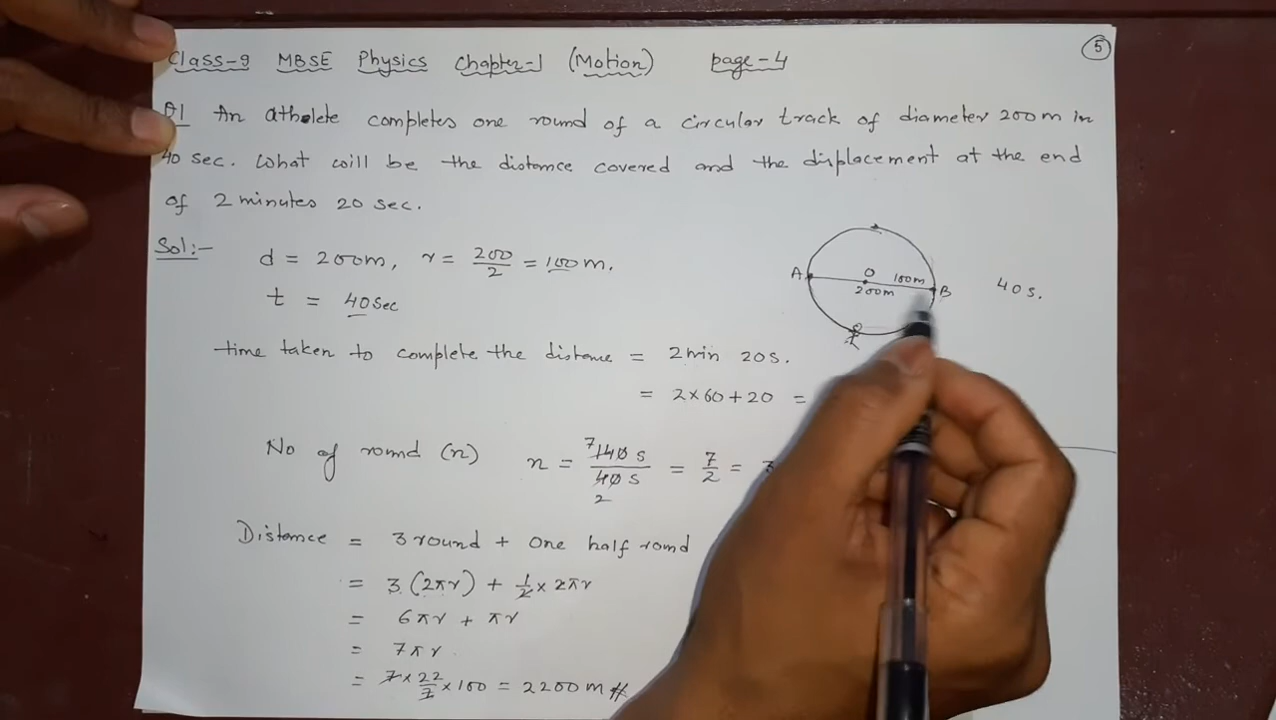 Class-9 MBSE Physics Chapter-1 (Motion) page-4
5
Q1 An atholete completes one round of a circular track of diameter 200m in
40 sec. What will be the distance covered and the displacement at the end
of 2 minutes 20 sec.
Sol:-
d = 200m, r = 200/2 = 100m.
t = 40sec
A O 100m B
200m
40s.
time taken to complete the distance = 2min 20s.
= 2×60+20 =
No of round (n) n = 7 140 s / 40 s 2 = 7/2 = 3
Distance = 3 round + one half round
= 3 (2πr) + 1/2 × 2πr
= 6πr + πr
= 7πr
= 7 × 22/7 × 100 = 2200 m #